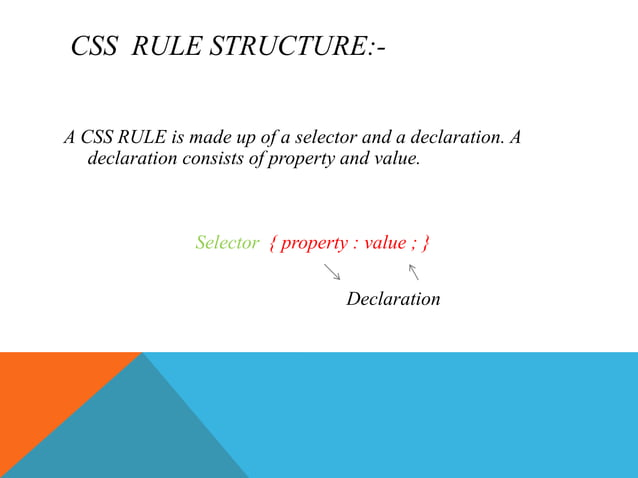 CSS  RULE STRUCTURE:-
A CSS RULE is made up of a selector and a declaration. A
declaration consists of property and value.
Selector  { property : value ; }
Declaration